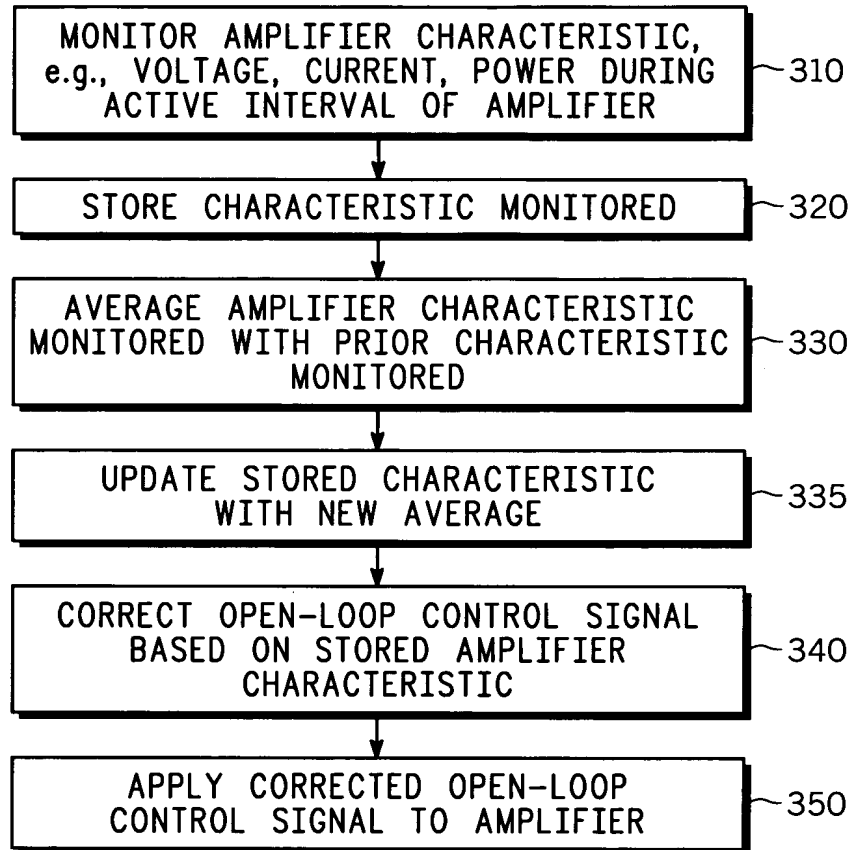 MONITOR AMPLIFIER CHARACTERISTIC,
e.g., VOLTAGE, CURRENT, POWER DURING
ACTIVE INTERVAL OF AMPLIFIER
310
STORE CHARACTERISTIC MONITORED
320
AVERAGE AMPLIFIER CHARACTERISTIC
MONITORED WITH PRIOR CHARACTERISTIC
MONITORED
330
UPDATE STORED CHARACTERISTIC
WITH NEW AVERAGE
335
CORRECT OPEN-LOOP CONTROL SIGNAL
BASED ON STORED AMPLIFIER
CHARACTERISTIC
340
APPLY CORRECTED OPEN-LOOP
CONTROL SIGNAL TO AMPLIFIER
350